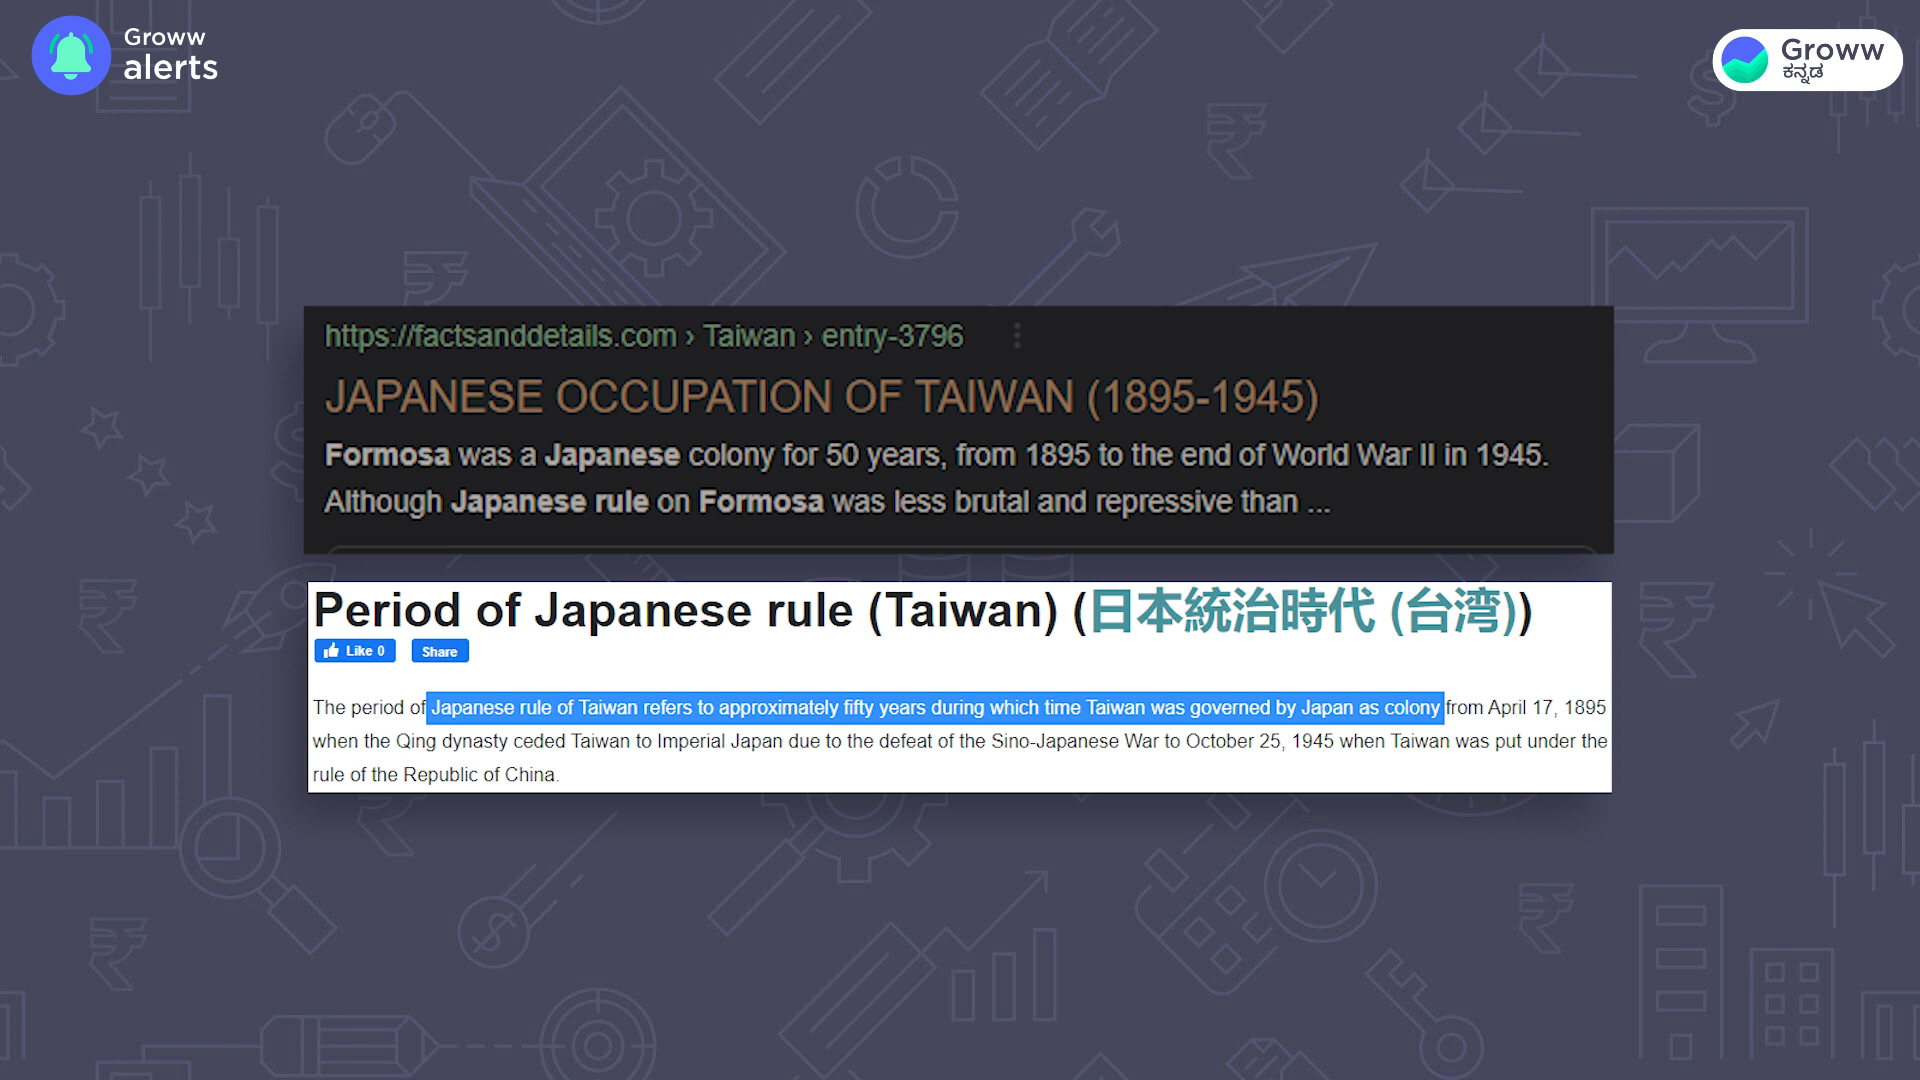 Groww
alerts
Groww
ಕನ್ನಡ
https://factsanddetails.com › Taiwan › entry-3796
JAPANESE OCCUPATION OF TAIWAN (1895-1945)
Formosa was a Japanese colony for 50 years, from 1895 to the end of World War II in 1945.
Although Japanese rule on Formosa was less brutal and repressive than ...
Period of Japanese rule (Taiwan) (日本統治時代 (台湾))
Like 0 Share
The period of Japanese rule of Taiwan refers to approximately fifty years during which time Taiwan was governed by Japan as colony from April 17, 1895
when the Qing dynasty ceded Taiwan to Imperial Japan due to the defeat of the Sino-Japanese War to October 25, 1945 when Taiwan was put under the
rule of the Republic of China.